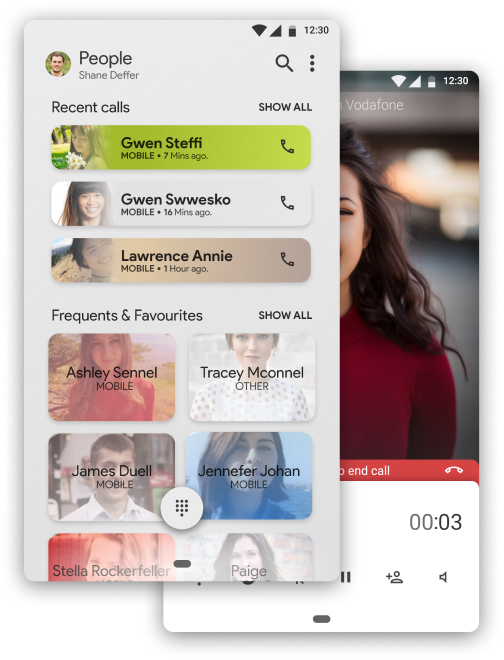 12:30
People
Shane Deffer
Recent calls SHOW ALL
Gwen Steffi
MOBILE • 7 Mins ago.
Gwen Swwesko
MOBILE • 16 Mins ago.
Lawrence Annie
MOBILE • 1 Hour ago.
Frequents & Favourites SHOW ALL
Ashley Sennel
MOBILE
Tracey Mconnel
OTHER
James Duell
MOBILE
Jennefer Johan
MOBILE
Stella Rockerfeller
Paige
12:30
Vodafone
end call
00:03